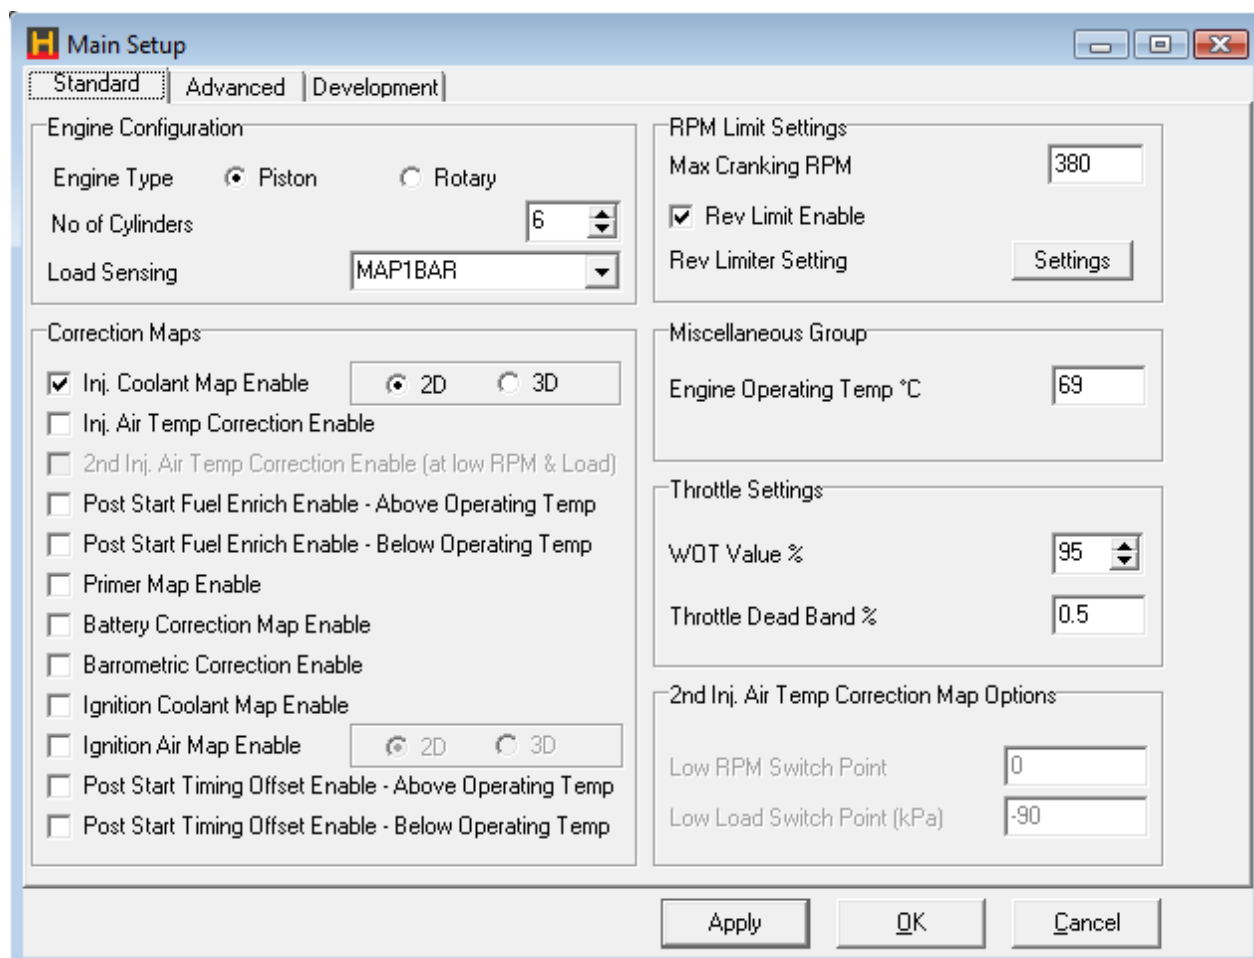 H Main Setup
Standard Advanced Development
Engine Configuration
Engine Type Piston Rotary
No of Cylinders 6
Load Sensing MAP1BAR
RPM Limit Settings
Max Cranking RPM 380
Rev Limit Enable
Rev Limiter Setting Settings
Correction Maps
Inj. Coolant Map Enable 2D 3D
Inj. Air Temp Correction Enable
2nd Inj. Air Temp Correction Enable (at low RPM & Load)
Post Start Fuel Enrich Enable - Above Operating Temp
Post Start Fuel Enrich Enable - Below Operating Temp
Primer Map Enable
Battery Correction Map Enable
Barrometric Correction Enable
Ignition Coolant Map Enable
Ignition Air Map Enable 2D 3D
Post Start Timing Offset Enable - Above Operating Temp
Post Start Timing Offset Enable - Below Operating Temp
Miscellaneous Group
Engine Operating Temp °C 69
Throttle Settings
WOT Value % 95
Throttle Dead Band % 0.5
2nd Inj. Air Temp Correction Map Options
Low RPM Switch Point 0
Low Load Switch Point (kPa) -90
Apply OK Cancel